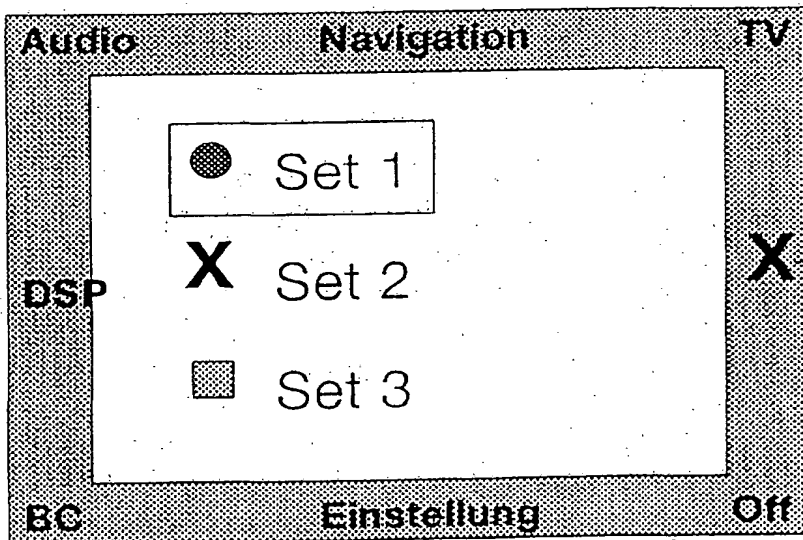 Audio Navigation TV
Set 1
X Set 2 X
DSP
Set 3
BC Einstellung Off